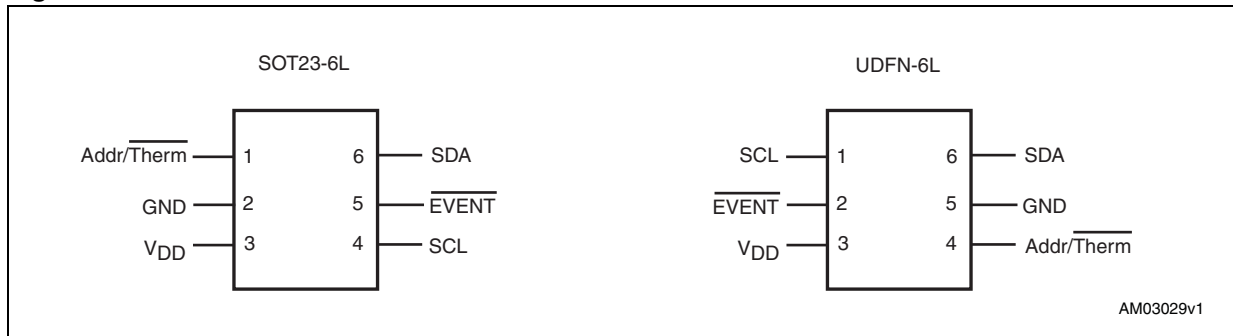 SOT23-6L
Addr/Therm 1 6 SDA
GND 2 5 EVENT
VDD 3 4 SCL
UDFN-6L
SCL 1 6 SDA
EVENT 2 5 GND
VDD 3 4 Addr/Therm
AM03029v1